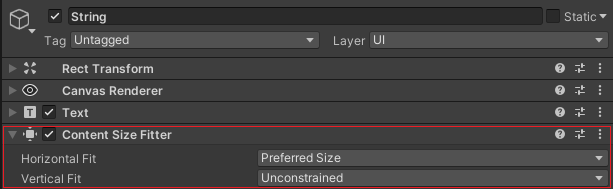 String
Static
Tag Untagged Layer UI
Rect Transform
Canvas Renderer
T Text
Content Size Fitter
Horizontal Fit Preferred Size
Vertical Fit Unconstrained